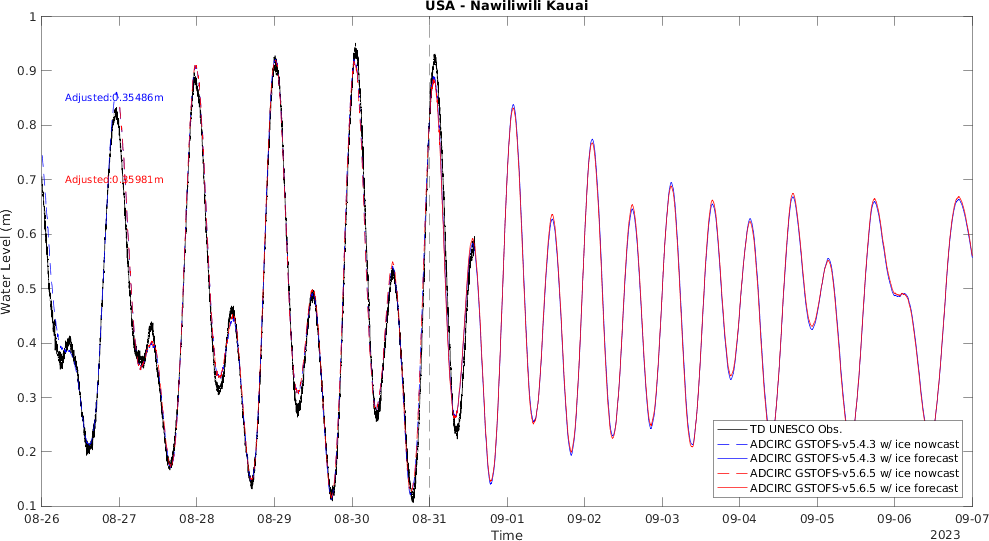 USA - Nawiliwili Kauai
1
0.9
0.8
0.7
0.6
0.5
0.4
0.3
0.2
0.1
Water Level (m)
Adjusted:0.35486m
Adjusted:0.35981m
TD UNESCO Obs.
ADCIRC GSTOFS-v5.4.3 w/ ice nowcast
ADCIRC GSTOFS-v5.4.3 w/ ice forecast
ADCIRC GSTOFS-v5.6.5 w/ ice nowcast
ADCIRC GSTOFS-v5.6.5 w/ ice forecast
08-26 08-27 08-28 08-29 08-30 08-31 09-01 09-02 09-03 09-04 09-05 09-06 09-07
Time
2023